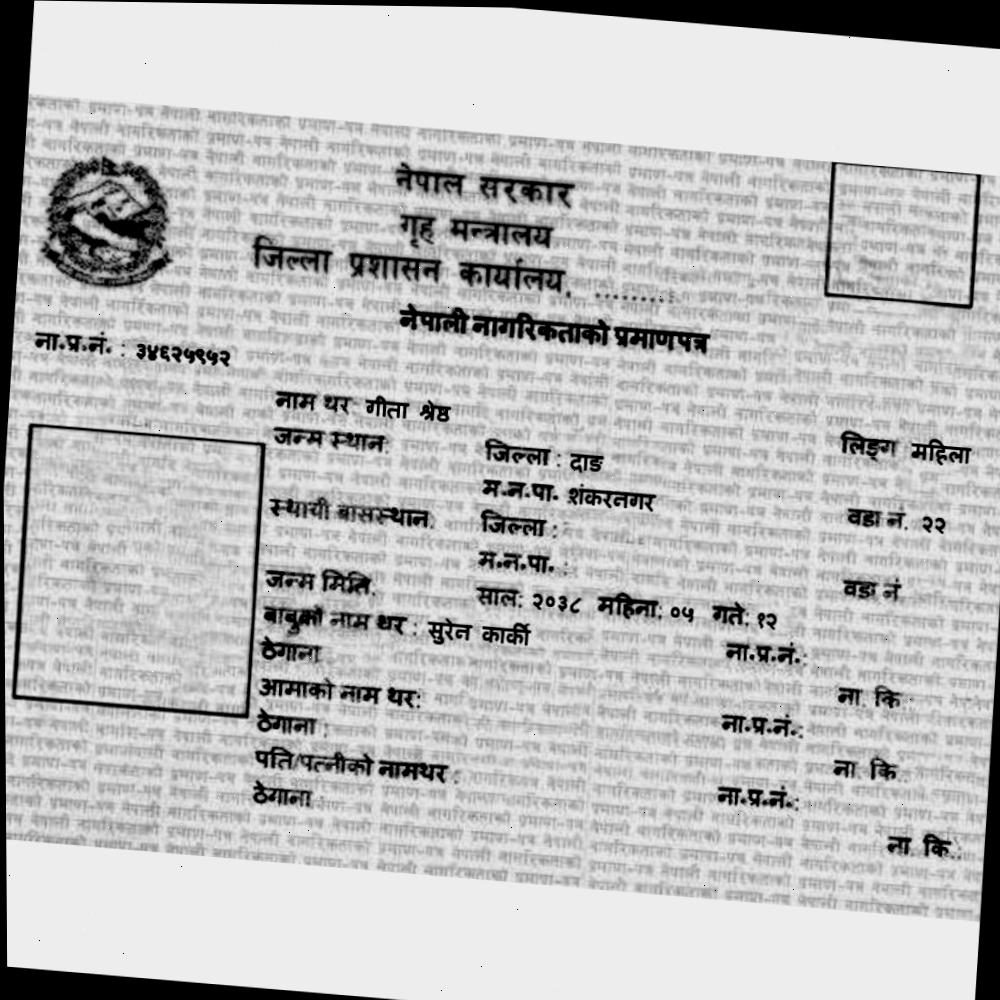 नेपाल सरकार
गृह मन्त्रालय
जिल्ला प्रशासन कार्यालय, .........
नेपाली नागरिकताको प्रमाणपत्र
ना.प्र.नं. : ३४६२५९५२
नाम थर: गीता श्रेष्ठ
लिङ्ग महिला
जन्म स्थान: जिल्ला : दाङ
म.न.पा. शंकरनगर वडा नं. २२
स्थायी बासस्थान: जिल्ला :
म.न.पा. : वडा नं.
जन्म मिति: साल: २०३८ महिना: ०५ गते: १२
बाबुको नाम थर : सुरेन कार्की ना.प्र.नं.:
ठेगाना ना. कि.:
आमाको नाम थर: ना.प्र.नं.:
ठेगाना : ना. कि.:
पति/पत्नीको नामथर : ना.प्र.नं.:
ठेगाना ना. कि.: